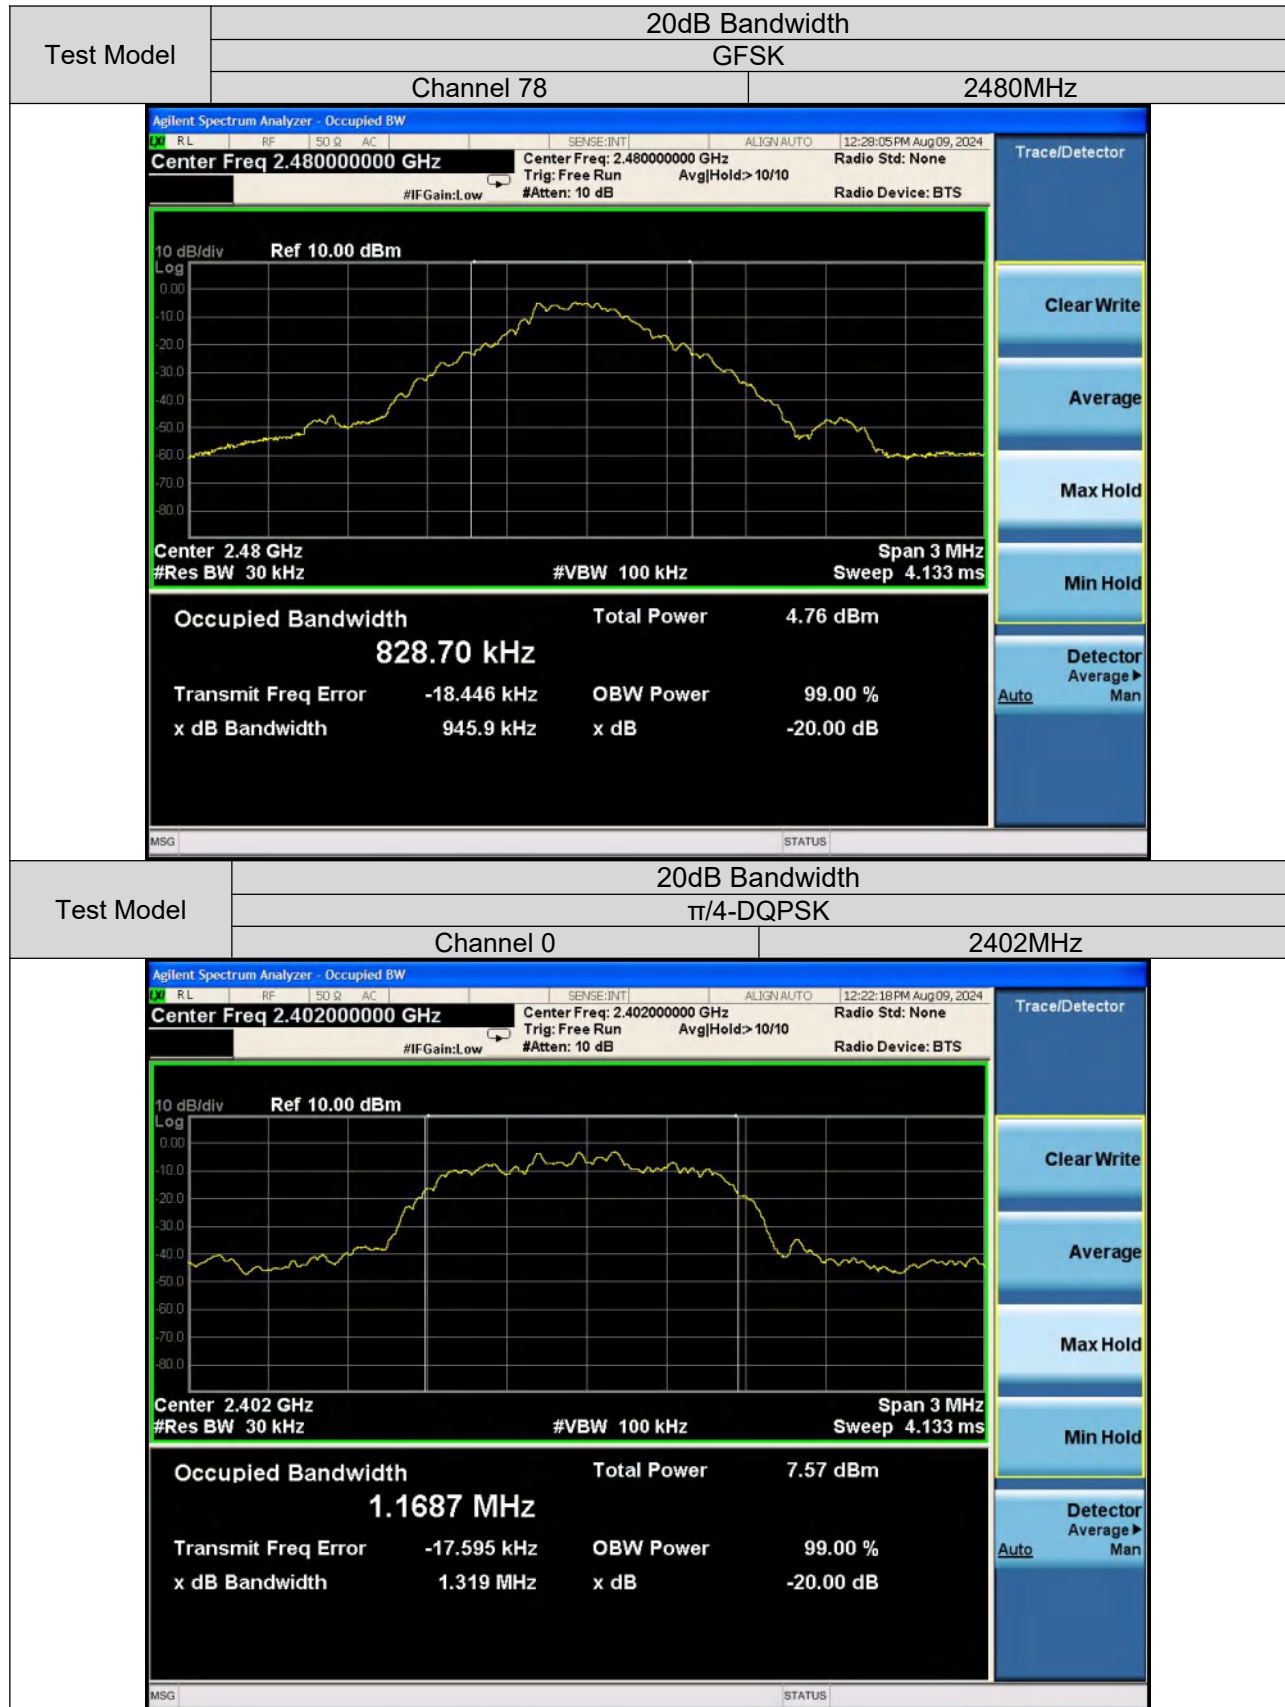 Test Model
20dB Bandwidth
GFSK
Channel 78 2480MHz
Agilent Spectrum Analyzer - Occupied BW
LXI RL RF 50 Ω AC SENSE:INT ALIGN AUTO 12:28:05 PM Aug 09, 2024
Center Freq 2.480000000 GHz
Center Freq: 2.480000000 GHz Radio Std: None
Trig: Free Run Avg|Hold:>10/10
#IFGain:Low #Atten: 10 dB Radio Device: BTS
Trace/Detector
10 dB/div Ref 10.00 dBm
Log
0.00
-10.0
-20.0
-30.0
-40.0
-50.0
-60.0
-70.0
-80.0
Center 2.48 GHz Span 3 MHz
#Res BW 30 kHz #VBW 100 kHz Sweep 4.133 ms
Clear Write
Average
Max Hold
Min Hold
Detector
Average▶
Auto Man
Occupied Bandwidth Total Power 4.76 dBm
828.70 kHz
Transmit Freq Error -18.446 kHz OBW Power 99.00 %
x dB Bandwidth 945.9 kHz x dB -20.00 dB
MSG STATUS
Test Model
20dB Bandwidth
π/4-DQPSK
Channel 0 2402MHz
Agilent Spectrum Analyzer - Occupied BW
LXI RL RF 50 Ω AC SENSE:INT ALIGN AUTO 12:22:18 PM Aug 09, 2024
Center Freq 2.402000000 GHz
Center Freq: 2.402000000 GHz Radio Std: None
Trig: Free Run Avg|Hold:>10/10
#IFGain:Low #Atten: 10 dB Radio Device: BTS
Trace/Detector
10 dB/div Ref 10.00 dBm
Log
0.00
-10.0
-20.0
-30.0
-40.0
-50.0
-60.0
-70.0
-80.0
Center 2.402 GHz Span 3 MHz
#Res BW 30 kHz #VBW 100 kHz Sweep 4.133 ms
Clear Write
Average
Max Hold
Min Hold
Detector
Average▶
Auto Man
Occupied Bandwidth Total Power 7.57 dBm
1.1687 MHz
Transmit Freq Error -17.595 kHz OBW Power 99.00 %
x dB Bandwidth 1.319 MHz x dB -20.00 dB
MSG STATUS